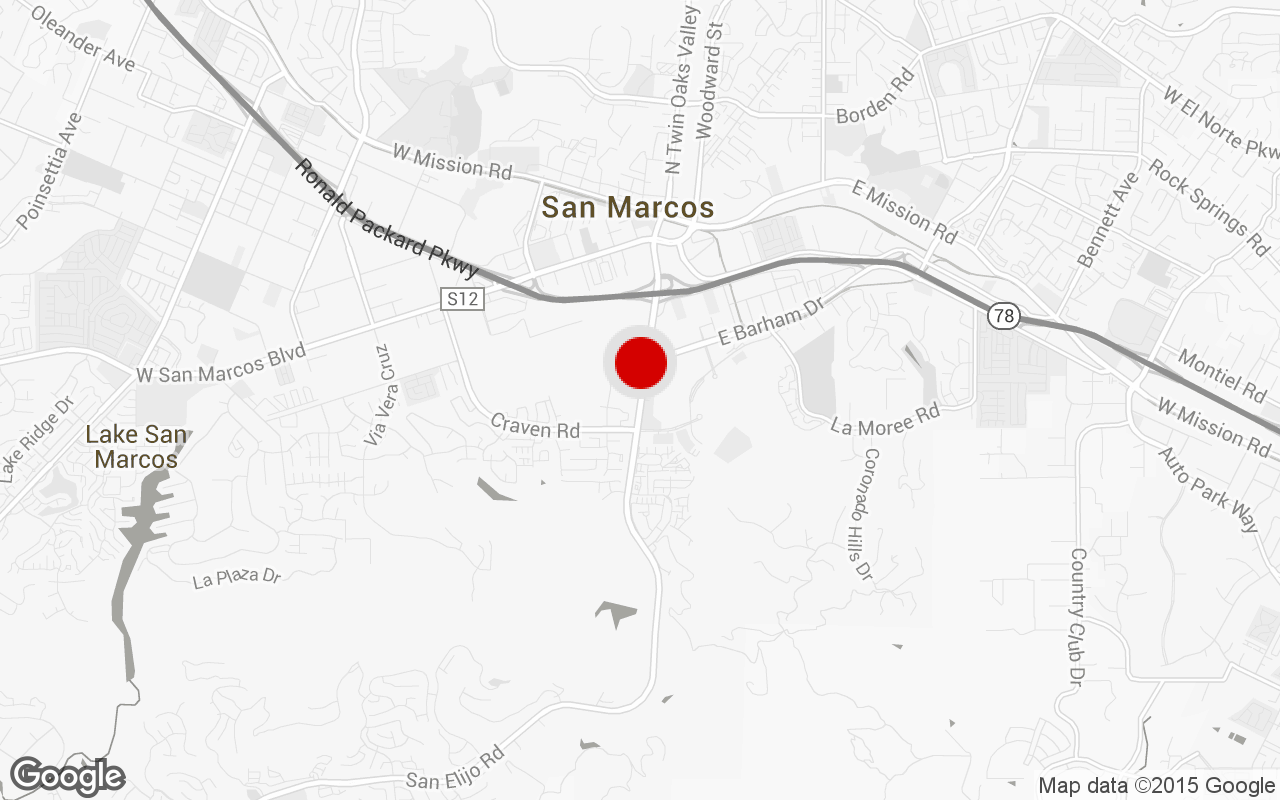 Oleander Ave
Poinsettia Ave
N Twin Oaks Valley
Woodward St
Borden Rd
W El Norte Pkw
W Mission Rd
Ronald Packard Pkwy
San Marcos
E Mission Rd
Rock Springs Rd
Bennett Ave
S12
78
E Barham Dr
W San Marcos Blvd
Via Vera Cruz
Lake Ridge Dr
Lake San
Marcos
Craven Rd
La Moree Rd
Montiel Rd
W Mission Rd
Auto Park Way
Coronado Hills Dr
La Plaza Dr
Country Club Dr
San Elijo Rd
Google
Map data ©2015 Google